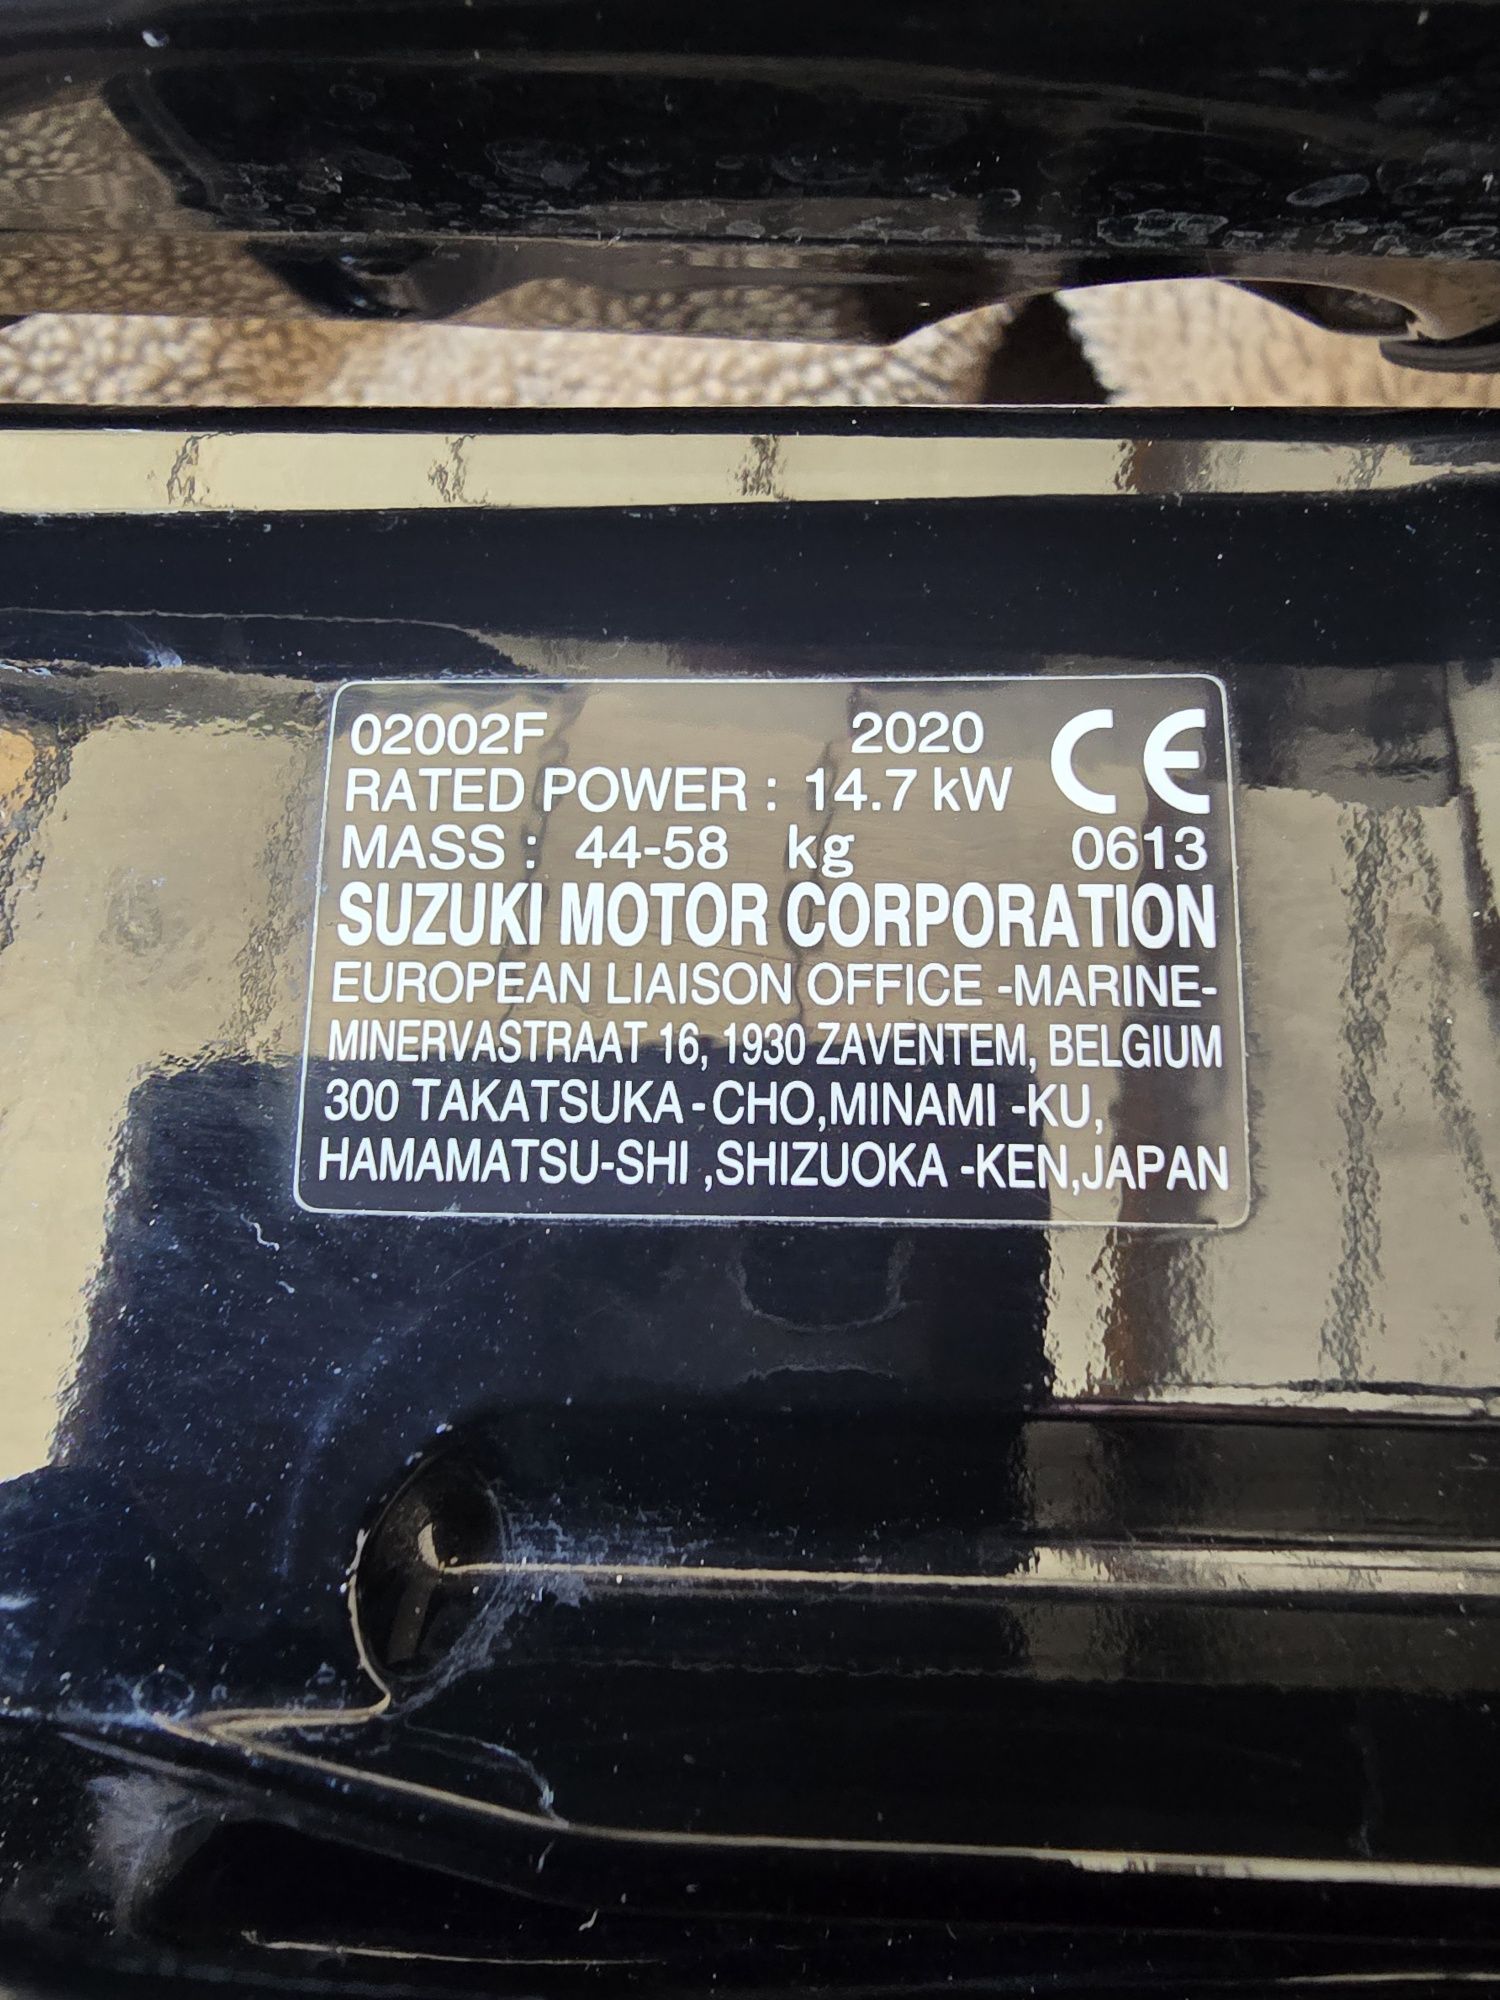 02002F 2020 CE
RATED POWER : 14.7 kW
MASS : 44-58 kg 0613
SUZUKI MOTOR CORPORATION
EUROPEAN LIAISON OFFICE -MARINE-
MINERVASTRAAT 16, 1930 ZAVENTEM, BELGIUM
300 TAKATSUKA-CHO,MINAMI -KU,
HAMAMATSU-SHI ,SHIZUOKA -KEN,JAPAN